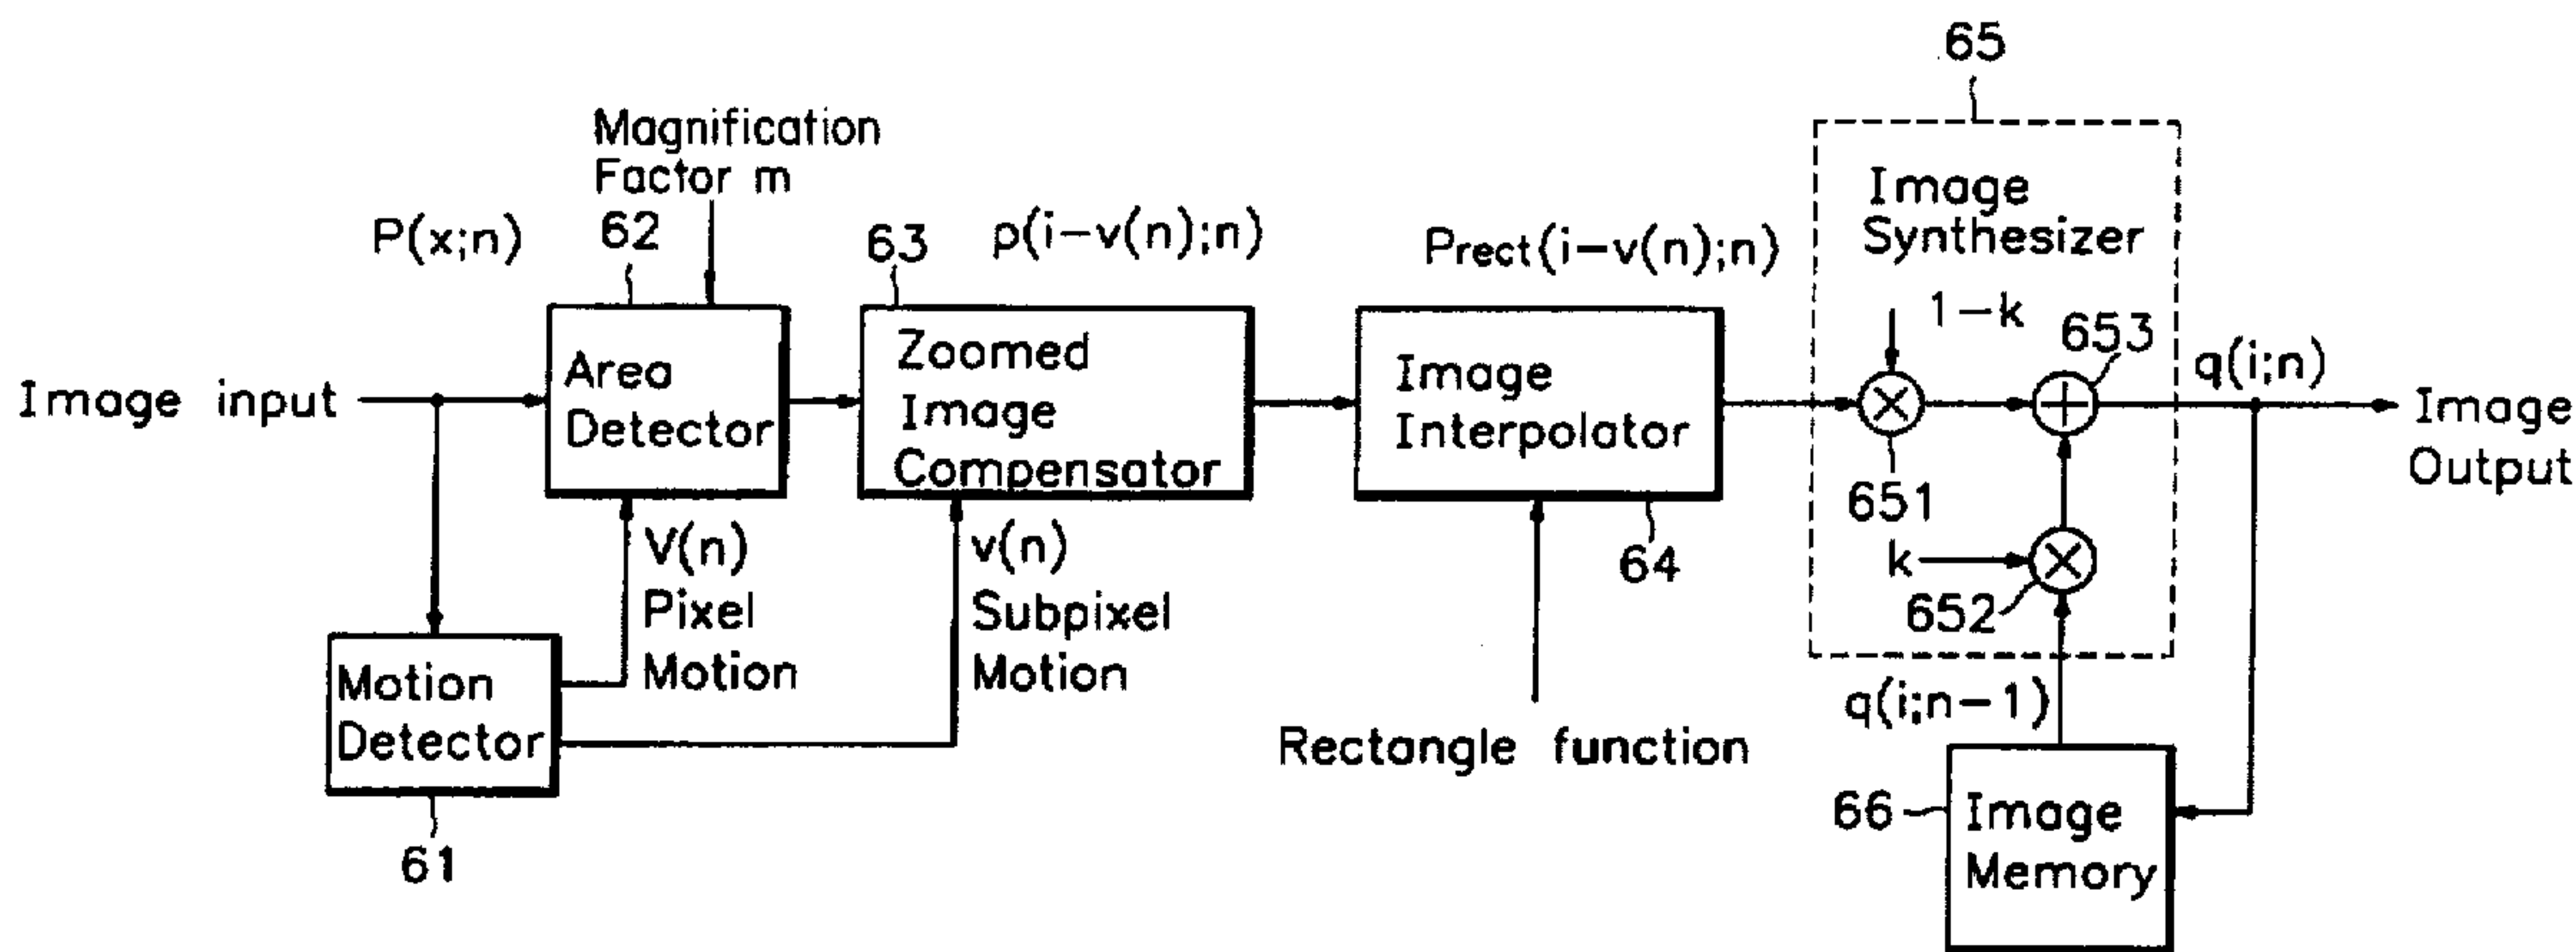 65
Magnification
Factor m
P(x;n)
62
63
p(i-v(n);n)
Prect(i-v(n);n)
Image
Synthesizer
1-k
653
q(i;n)
Image input
Area
Detector
Zoomed
Image
Compensator
Image
Interpolator
Image
Output
651
V(n)
Pixel
Motion
v(n)
Subpixel
Motion
64
k
652
Motion
Detector
q(i;n-1)
Rectangle function
61
66
Image
Memory